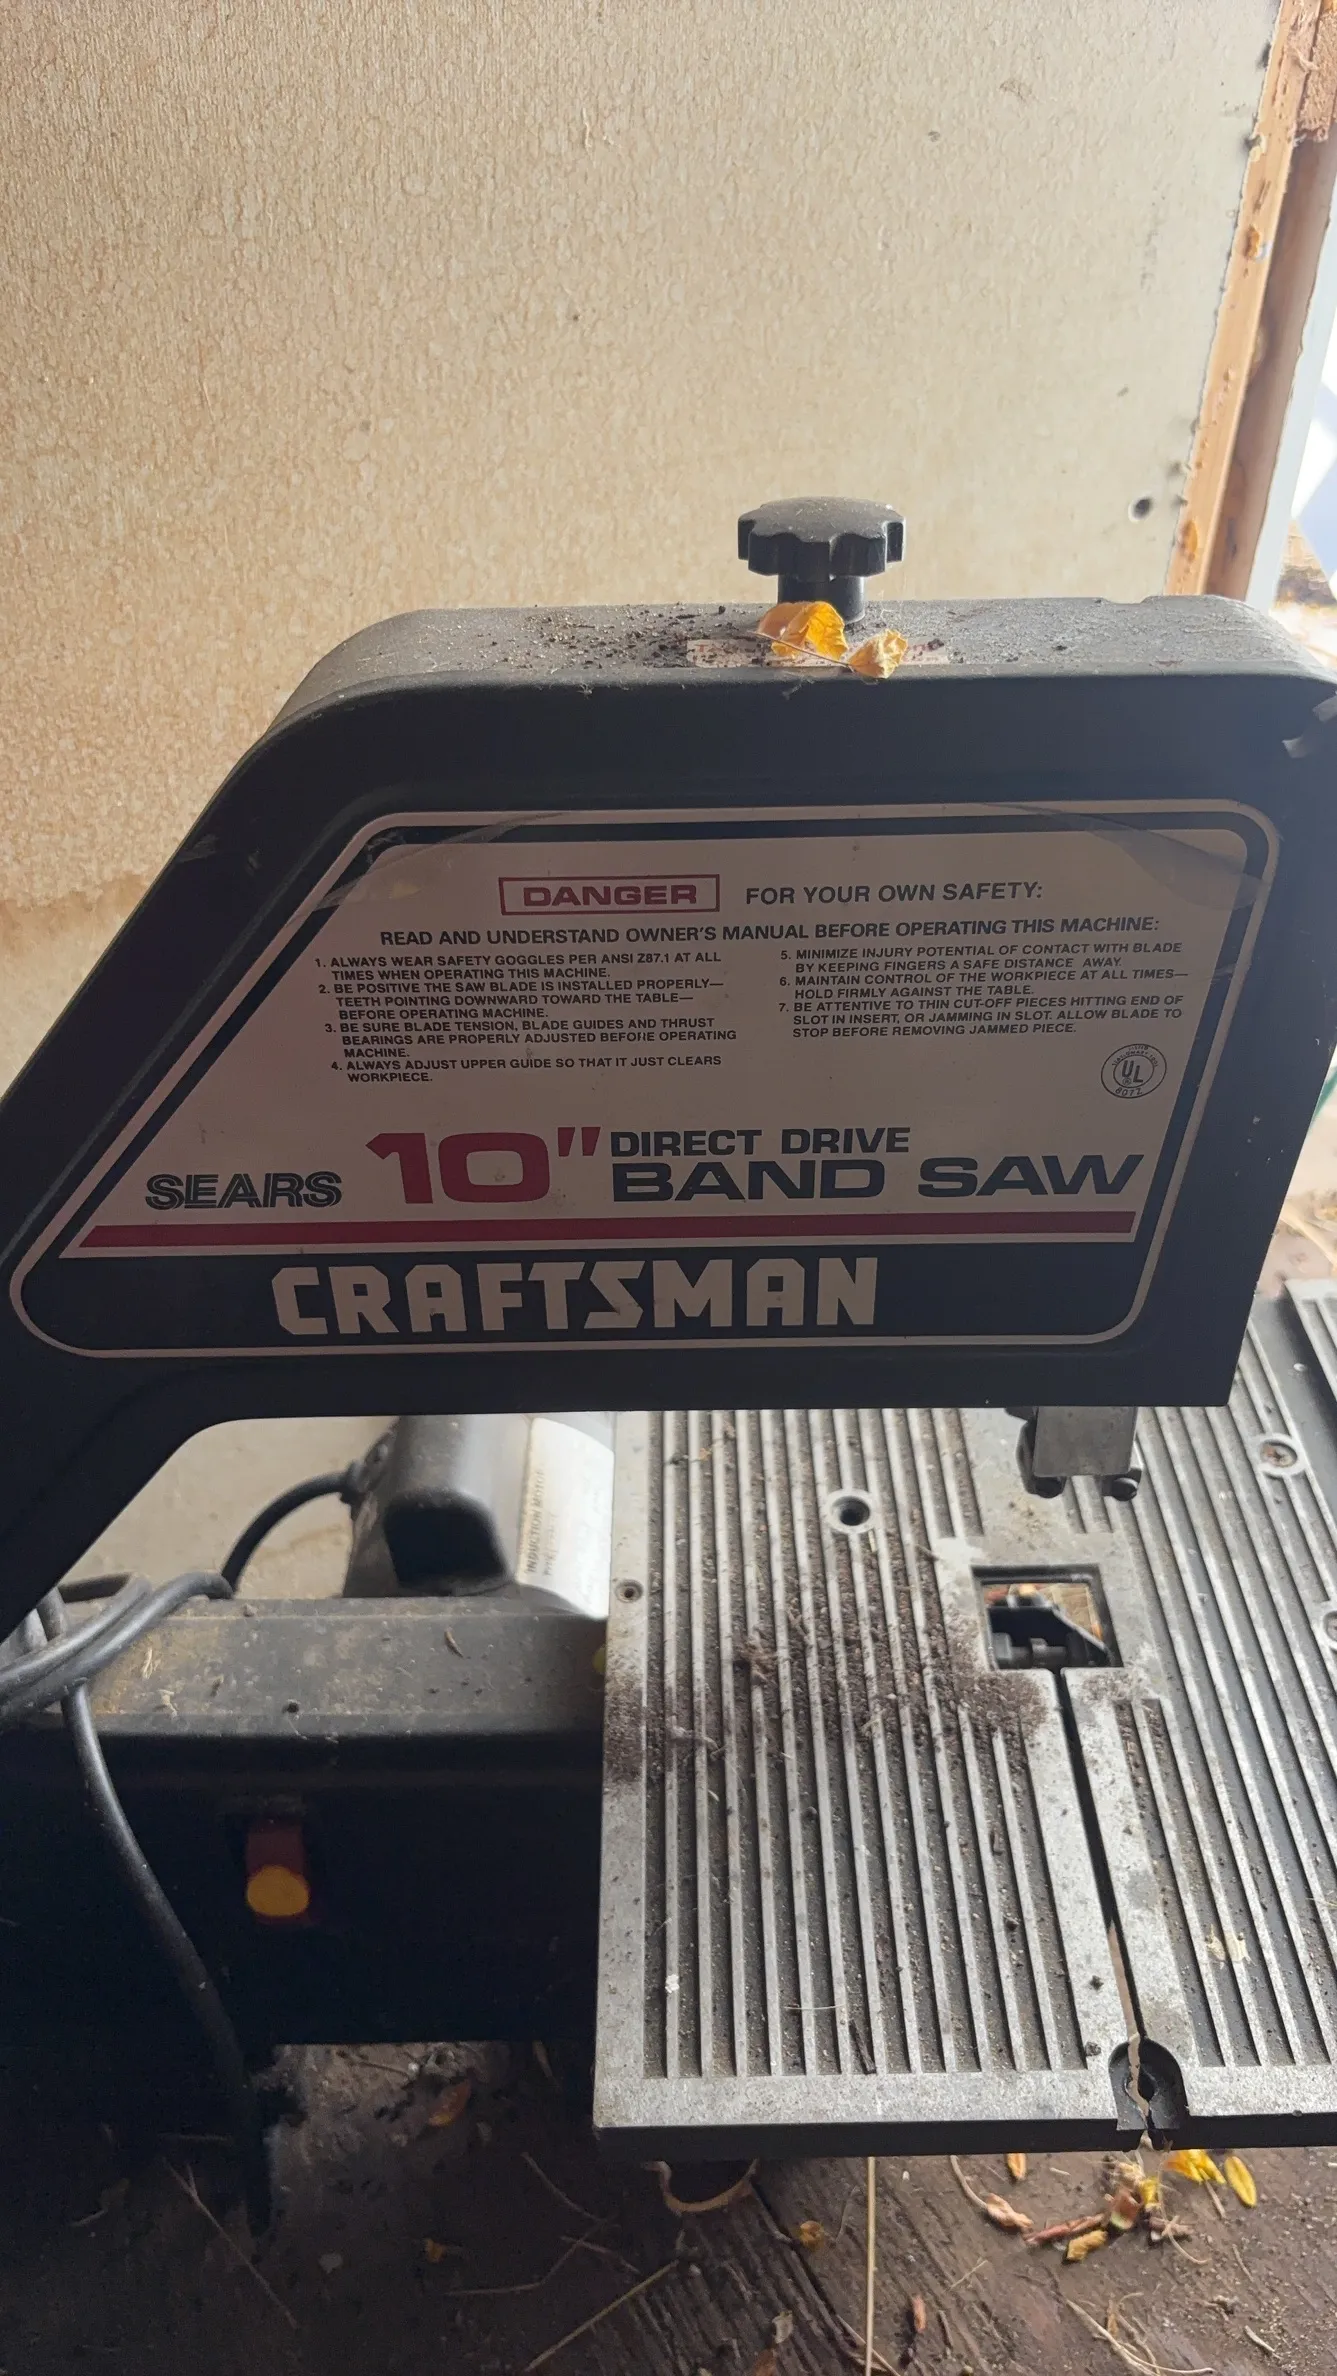 DANGER FOR YOUR OWN SAFETY:
READ AND UNDERSTAND OWNER'S MANUAL BEFORE OPERATING THIS MACHINE:
1. ALWAYS WEAR SAFETY GOGGLES PER ANSI Z87.1 AT ALL
TIMES WHEN OPERATING THIS MACHINE.
2. BE POSITIVE THE SAW BLADE IS INSTALLED PROPERLY—
TEETH POINTING DOWNWARD TOWARD THE TABLE—
BEFORE OPERATING MACHINE.
3. BE SURE BLADE TENSION, BLADE GUIDES AND THRUST
BEARINGS ARE PROPERLY ADJUSTED BEFORE OPERATING
MACHINE.
4. ALWAYS ADJUST UPPER GUIDE SO THAT IT JUST CLEARS
WORKPIECE.
5. MINIMIZE INJURY POTENTIAL OF CONTACT WITH BLADE
BY KEEPING FINGERS A SAFE DISTANCE AWAY.
6. MAINTAIN CONTROL OF THE WORKPIECE AT ALL TIMES—
HOLD FIRMLY AGAINST THE TABLE.
7. BE ATTENTIVE TO THIN CUT-OFF PIECES HITTING END OF
SLOT IN INSERT, OR JAMMING IN SLOT. ALLOW BLADE TO
STOP BEFORE REMOVING JAMMED PIECE.
UL
SEARS 10" DIRECT DRIVE
BAND SAW
CRAFTSMAN
INDUCTION MOTOR